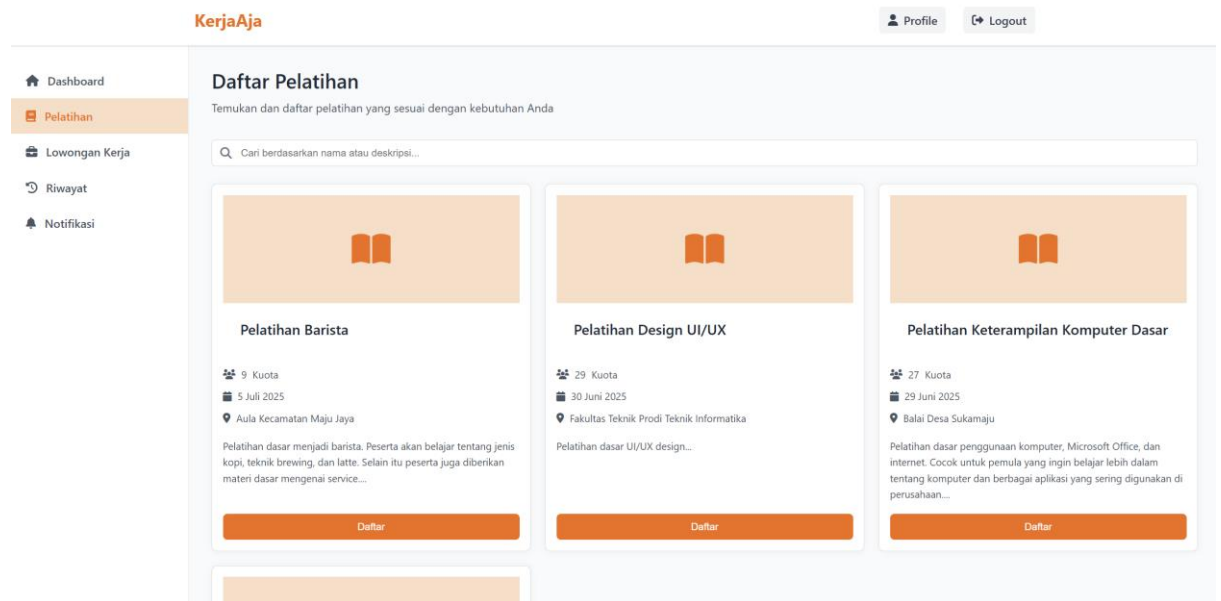 KerjaAja
Profile
Logout
Dashboard
Pelatihan
Lowongan Kerja
Riwayat
Notifikasi
Daftar Pelatihan
Temukan dan daftar pelatihan yang sesuai dengan kebutuhan Anda
Cari berdasarkan nama atau deskripsi...
Pelatihan Barista
9 Kuota
5 Juli 2025
Aula Kecamatan Maju Jaya
Pelatihan dasar menjadi barista. Peserta akan belajar tentang jenis
kopi, teknik brewing, dan latte. Selain itu peserta juga diberikan
materi dasar mengenai service....
Daftar
Pelatihan Design UI/UX
29 Kuota
30 Juni 2025
Fakultas Teknik Prodi Teknik Informatika
Pelatihan dasar UI/UX design...
Daftar
Pelatihan Keterampilan Komputer Dasar
27 Kuota
29 Juni 2025
Balai Desa Sukamaju
Pelatihan dasar penggunaan komputer, Microsoft Office, dan
internet. Cocok untuk pemula yang ingin belajar lebih dalam
tentang komputer dan berbagai aplikasi yang sering digunakan di
perusahaan....
Daftar